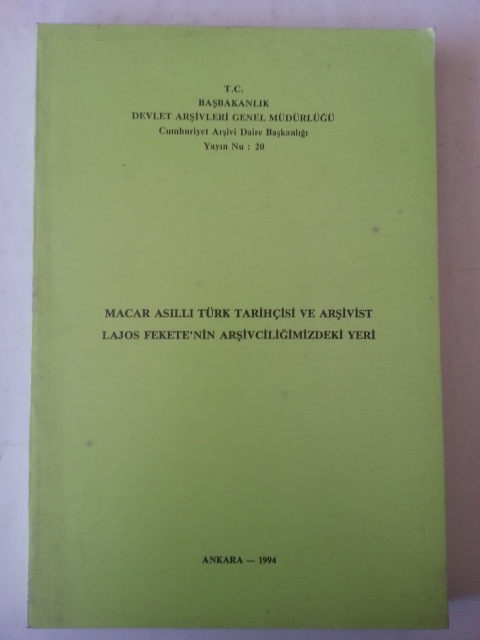 T.C.
BAŞBAKANLIK
DEVLET ARŞİVLERİ GENEL MÜDÜRLÜĞÜ
Cumhuriyet Arşivi Daire Başkanlığı
Yayın Nu : 20
MACAR ASILLI TÜRK TARİHÇİSİ VE ARŞİVİST
LAJOS FEKETE'NİN ARŞİVCİLİĞİMİZDEKİ YERİ
ANKARA — 1994